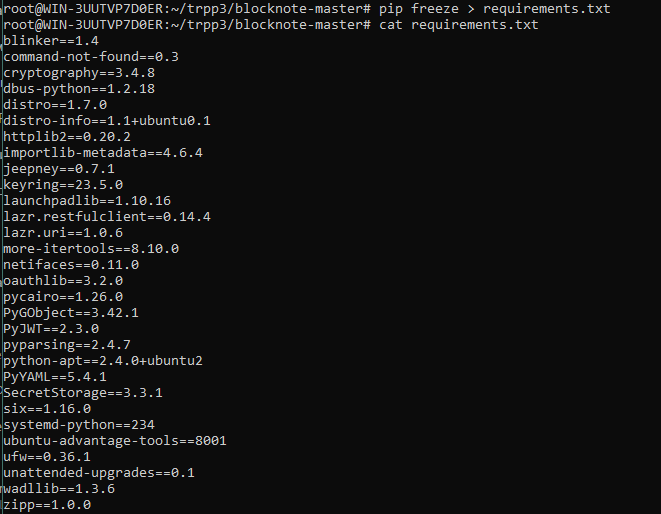 root@WIN-3UUTVP7D0ER:~/trpp3/blocknote-master# pip freeze > requirements.txt
root@WIN-3UUTVP7D0ER:~/trpp3/blocknote-master# cat requirements.txt
blinker==1.4
command-not-found==0.3
cryptography==3.4.8
dbus-python==1.2.18
distro==1.7.0
distro-info==1.1+ubuntu0.1
httplib2==0.20.2
importlib-metadata==4.6.4
jeepney==0.7.1
keyring==23.5.0
launchpadlib==1.10.16
lazr.restfulclient==0.14.4
lazr.uri==1.0.6
more-itertools==8.10.0
netifaces==0.11.0
oauthlib==3.2.0
pycairo==1.26.0
PyGObject==3.42.1
PyJWT==2.3.0
pyparsing==2.4.7
python-apt==2.4.0+ubuntu2
PyYAML==5.4.1
SecretStorage==3.3.1
six==1.16.0
systemd-python==234
ubuntu-advantage-tools==8001
ufw==0.36.1
unattended-upgrades==0.1
wadllib==1.3.6
zipp==1.0.0